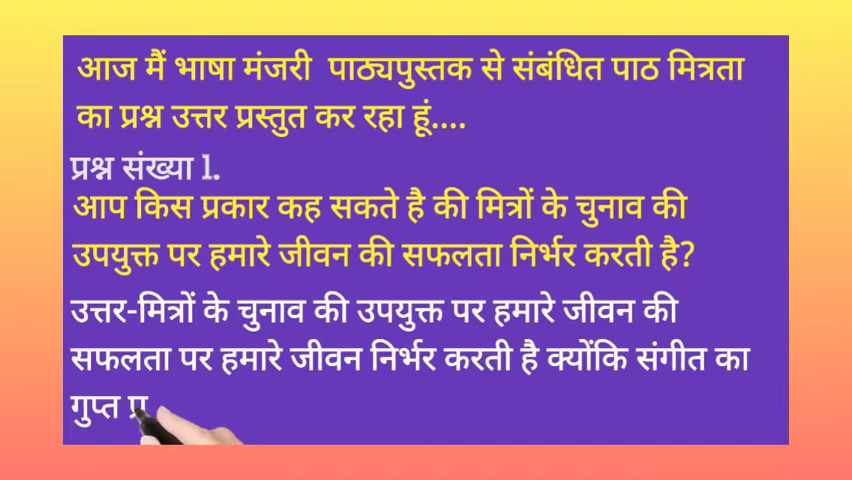 आज मैं भाषा मंजरी पाठ्यपुस्तक से संबंधित पाठ मित्रता
का प्रश्न उत्तर प्रस्तुत कर रहा हूं....
प्रश्न संख्या 1.
आप किस प्रकार कह सकते है की मित्रों के चुनाव की
उपयुक्त पर हमारे जीवन की सफलता निर्भर करती है?
उत्तर-मित्रों के चुनाव की उपयुक्त पर हमारे जीवन की
सफलता पर हमारे जीवन निर्भर करती है क्योंकि संगीत का
गुप्त प्र